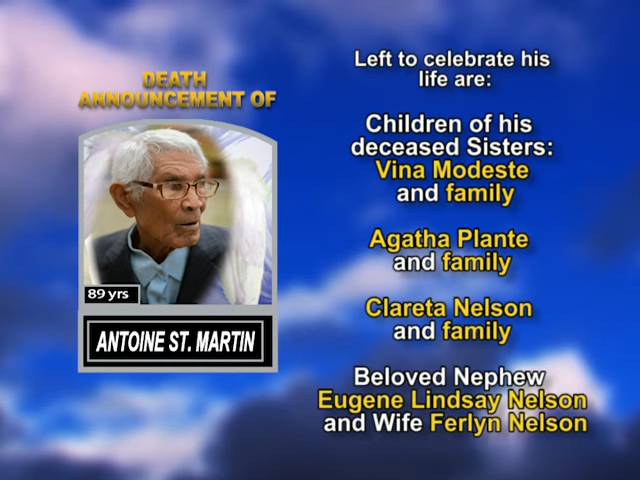 DEATH
ANNOUNCEMENT OF
89 yrs
ANTOINE ST. MARTIN
Left to celebrate his
life are:
Children of his
deceased Sisters:
Vina Modeste
and family
Agatha Plante
and family
Clareta Nelson
and family
Beloved Nephew
Eugene Lindsay Nelson
and Wife Ferlyn Nelson